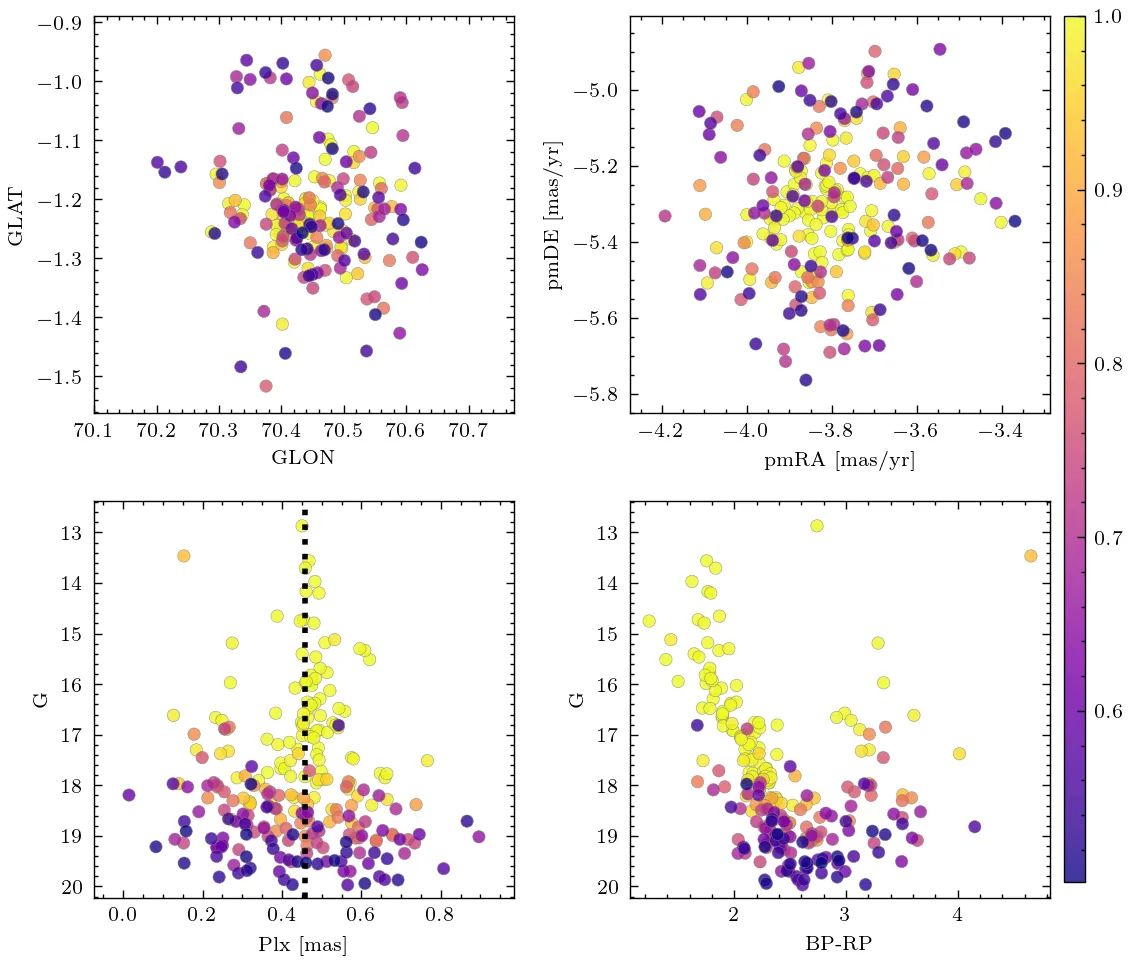 −0.9
−1.0
−1.1
−1.2
−1.3
−1.4
−1.5
GLAT
70.1 70.2 70.3 70.4 70.5 70.6 70.7
GLON
−5.0
−5.2
−5.4
−5.6
−5.8
pmDE [mas/yr]
−4.2 −4.0 −3.8 −3.6 −3.4
pmRA [mas/yr]
13
14
15
16
17
18
19
20
G
0.0 0.2 0.4 0.6 0.8
Plx [mas]
13
14
15
16
17
18
19
20
G
2 3 4
BP-RP
1.0
0.9
0.8
0.7
0.6